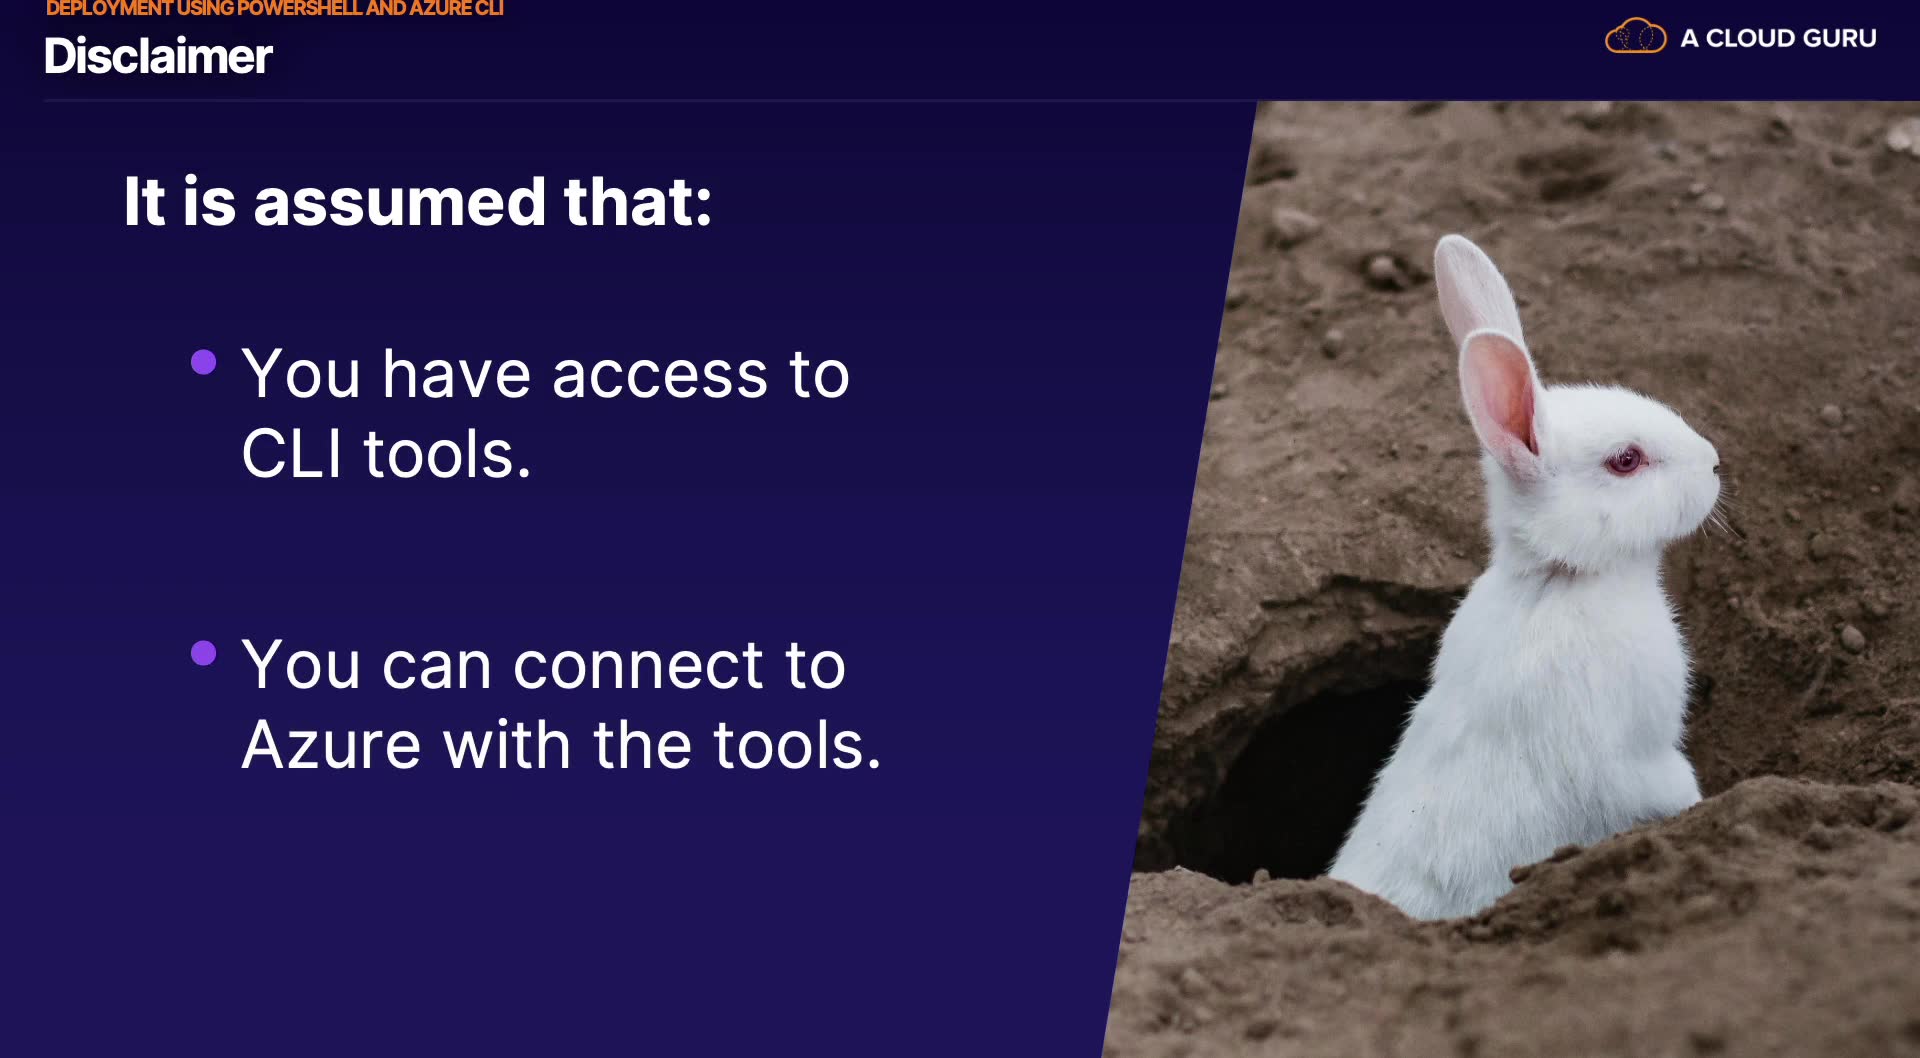 DEPLOYMENT USING POWERSHELL AND AZURE CLI
Disclaimer
A CLOUD GURU
It is assumed that:
You have access to
CLI tools.
You can connect to
Azure with the tools.